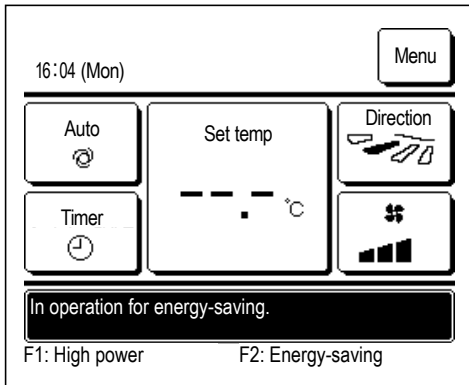 16:04 (Mon)
Menu
Auto
Set temp
Direction
--.- °C
Timer
In operation for energy-saving.
F1: High power F2: Energy-saving